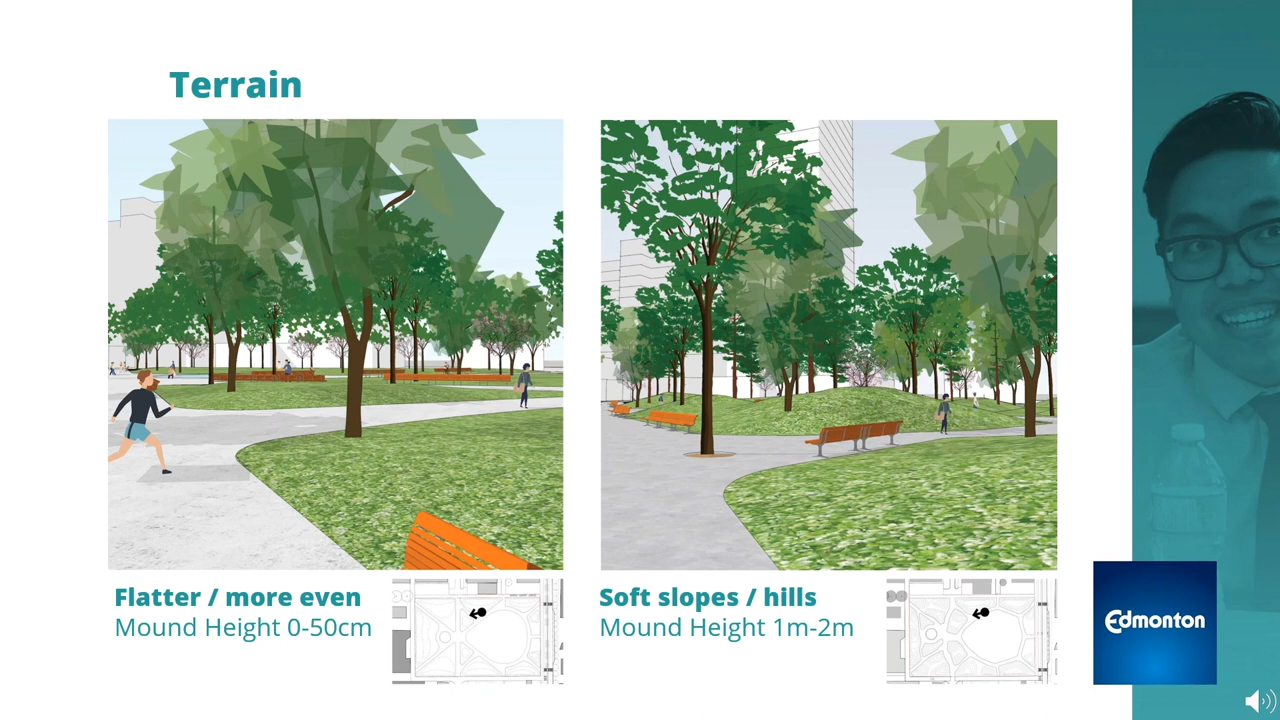 Terrain
Flatter / more even
Mound Height 0-50cm
Soft slopes / hills
Mound Height 1m-2m
Edmonton